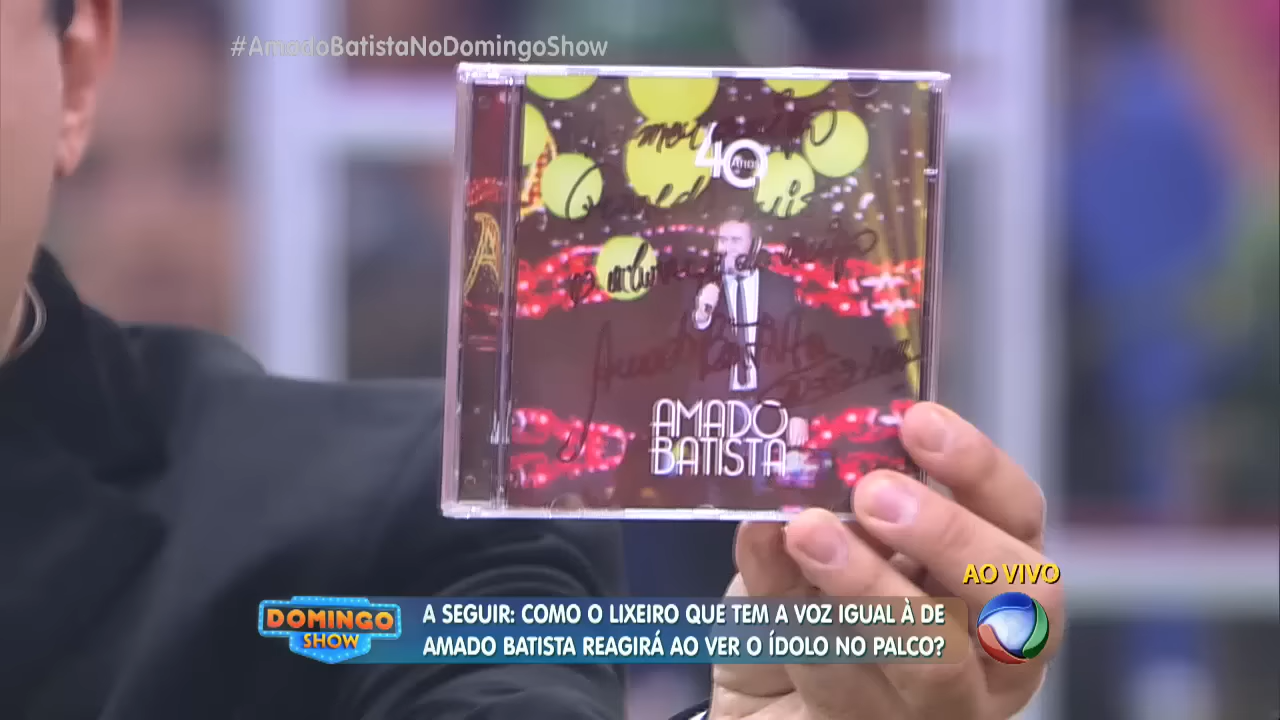 #AmadoBatistaNoDomingoShow
40
ANOS
A
AMADO
BATISTA
AO VIVO
DOMINGO
SHOW
A SEGUIR: COMO O LIXEIRO QUE TEM A VOZ IGUAL À DE
AMADO BATISTA REAGIRÁ AO VER O ÍDOLO NO PALCO?